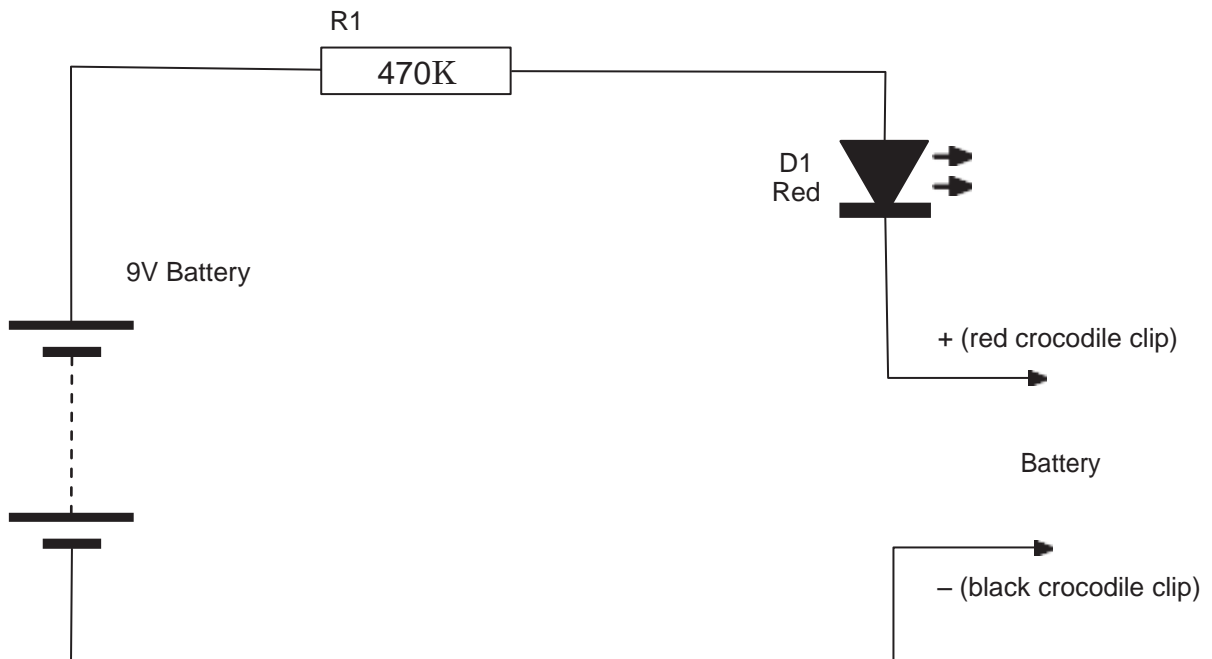 R1
470K
D1
Red
9V Battery
+ (red crocodile clip)
Battery
– (black crocodile clip)